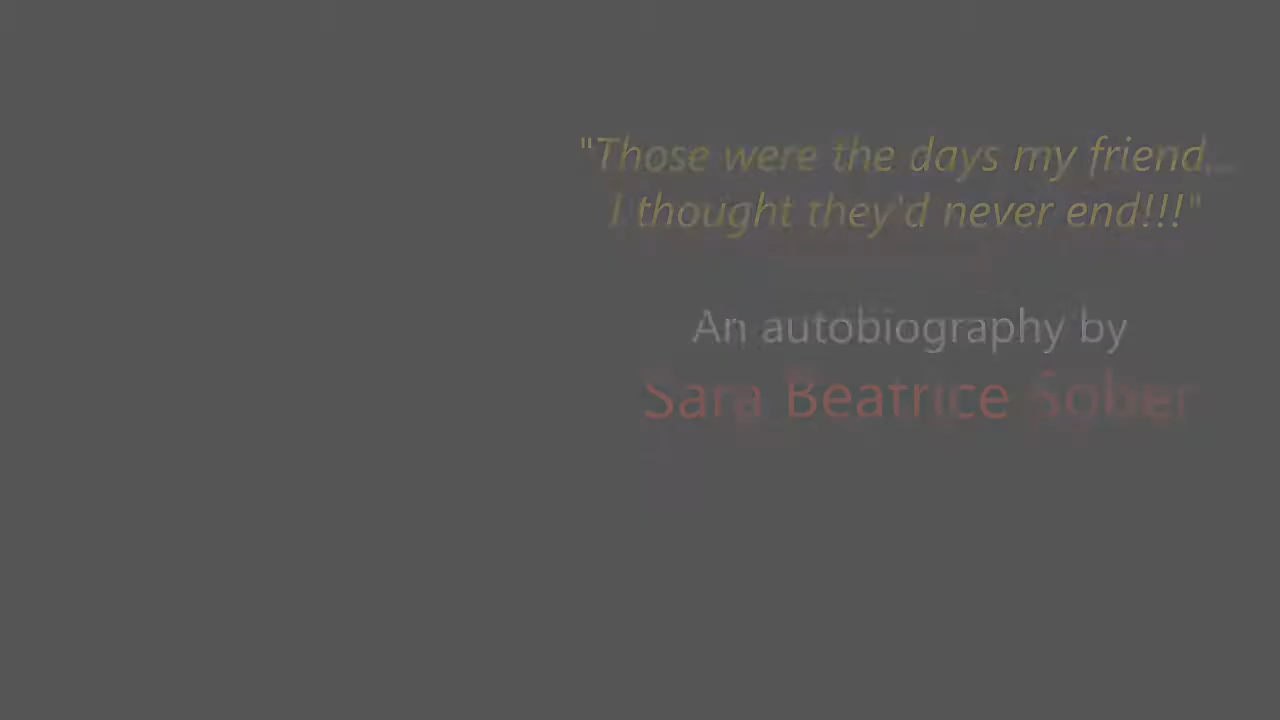 "Those were the days my friend...
I thought they'd never end!!!"
An autobiography by
Sara Beatrice Sober